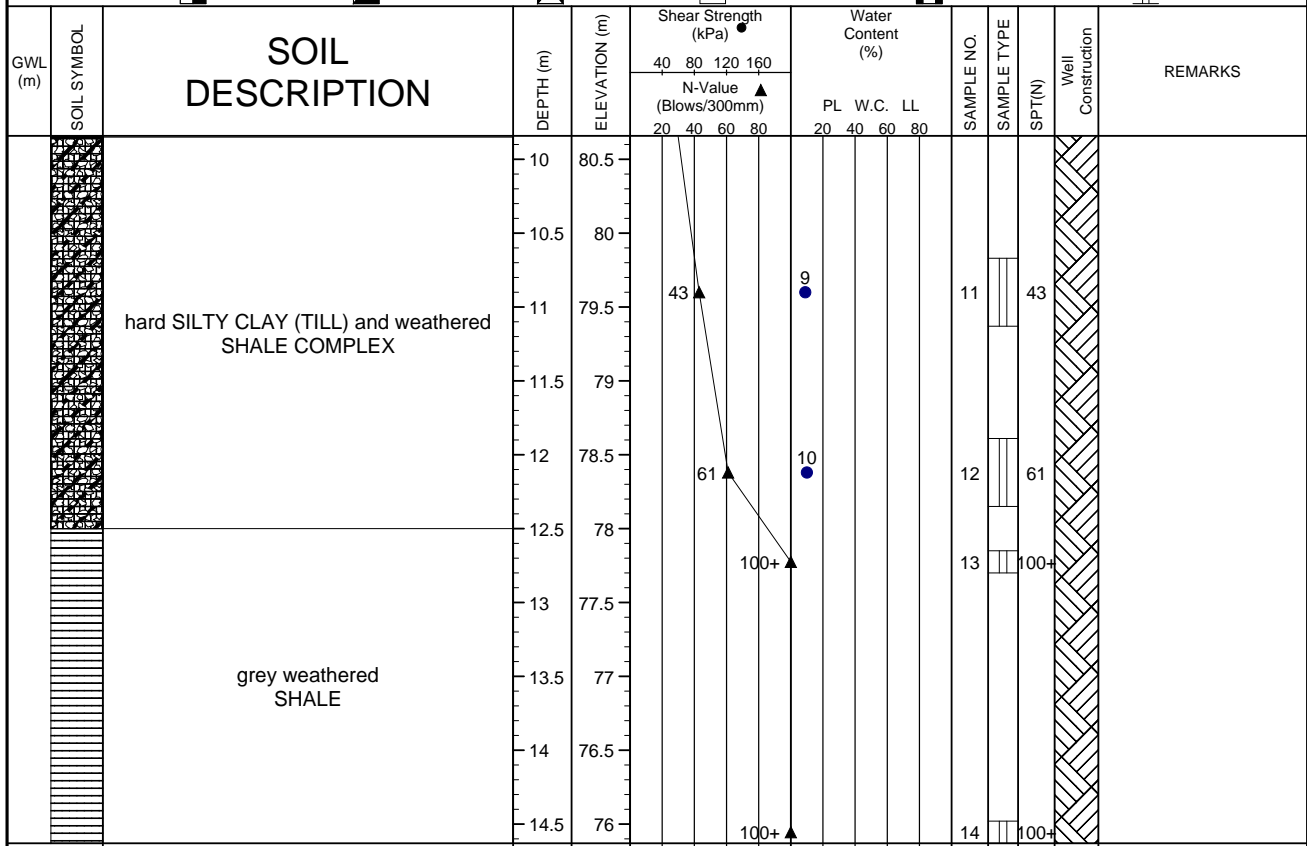 GWL
(m)
SOIL SYMBOL
SOIL
DESCRIPTION
DEPTH (m)
ELEVATION (m)
Shear Strength
(kPa)
40 80 120 160
N-Value
(Blows/300mm)
20 40 60 80
Water
Content
(%)
PL W.C. LL
20 40 60 80
SAMPLE NO.
SAMPLE TYPE
SPT(N)
Well
Construction
REMARKS
10 80.5
10.5 80
43 9 11 43
11 79.5
hard SILTY CLAY (TILL) and weathered
SHALE COMPLEX
11.5 79
12 78.5
61 10 12 61
12.5 78
100+ 13 100+
13 77.5
grey weathered
SHALE
13.5 77
14 76.5
14.5 76
100+ 14 100+